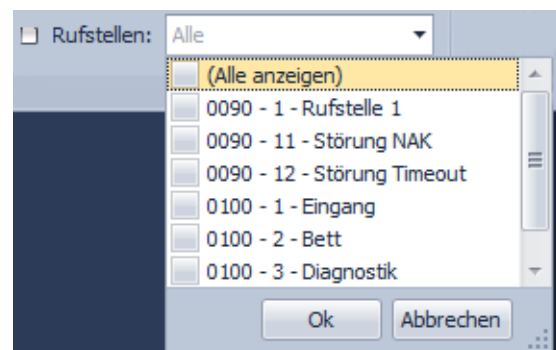 Rufstellen: Alle
(Alle anzeigen)
0090 - 1 - Rufstelle 1
0090 - 11 - Störung NAK
0090 - 12 - Störung Timeout
0100 - 1 - Eingang
0100 - 2 - Bett
0100 - 3 - Diagnostik
Ok Abbrechen